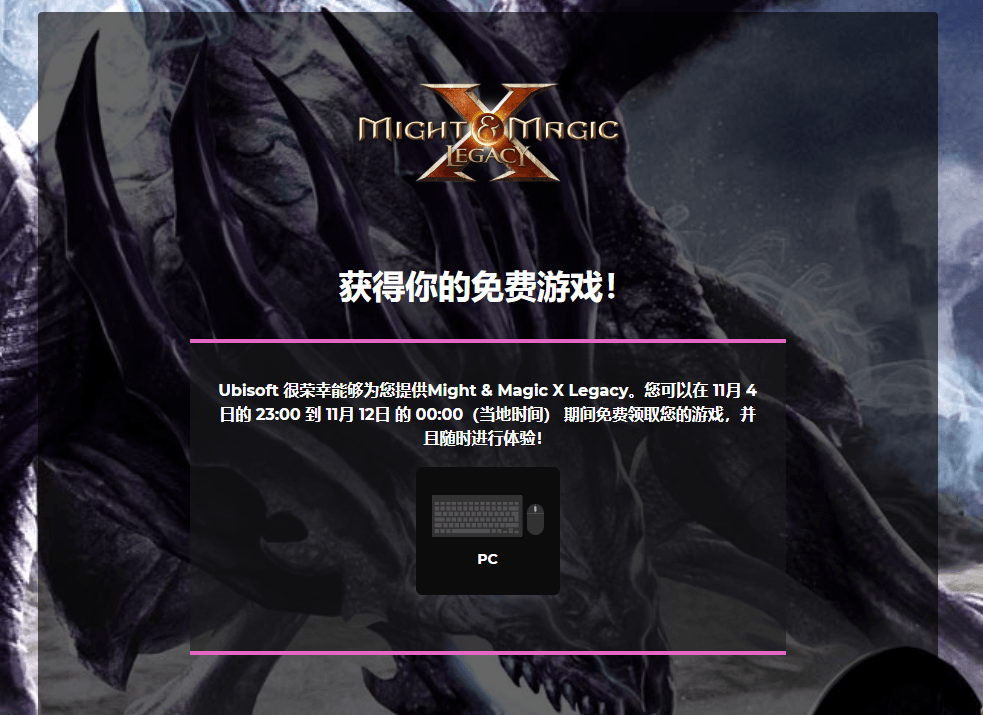 MIGHT & MAGIC
X
LEGACY
获得你的免费游戏！
Ubisoft 很荣幸能够为您提供Might & Magic X Legacy。您可以在 11月 4
日的 23:00 到 11月 12日 的 00:00（当地时间） 期间免费领取您的游戏，并
且随时进行体验！
PC